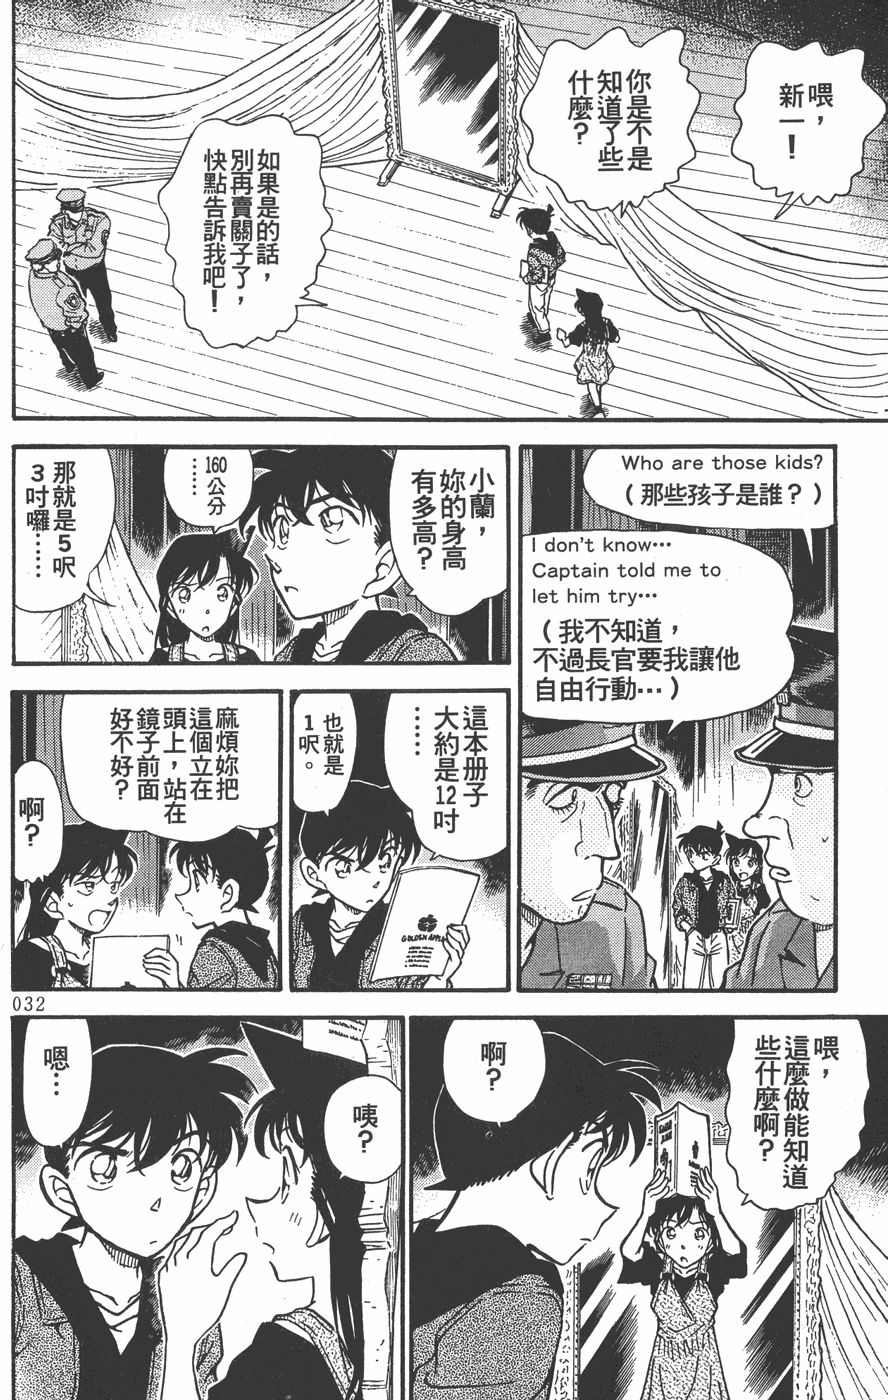 喂，
新一！
你是不是
知道了些
什麼？
如果是的話，
別再賣關子了，
快點告訴我吧！
Who are those kids?
（那些孩子是誰？）
I don't know…
Captain told me to
let him try…
（我不知道，
不過長官要我讓他
自由行動…）
小蘭，
妳的身高
有多高？
160
公分
……
那就是5呎
3吋囉……
這本册子
大約是12吋
……
也就是
1呎。
GOLDEN APPLE
麻煩妳把
這個立在
頭上，站在
鏡子前面
好不好？
啊？
032
喂，
這麼做能知道
些什麼啊？
啊？
咦？
嗯…